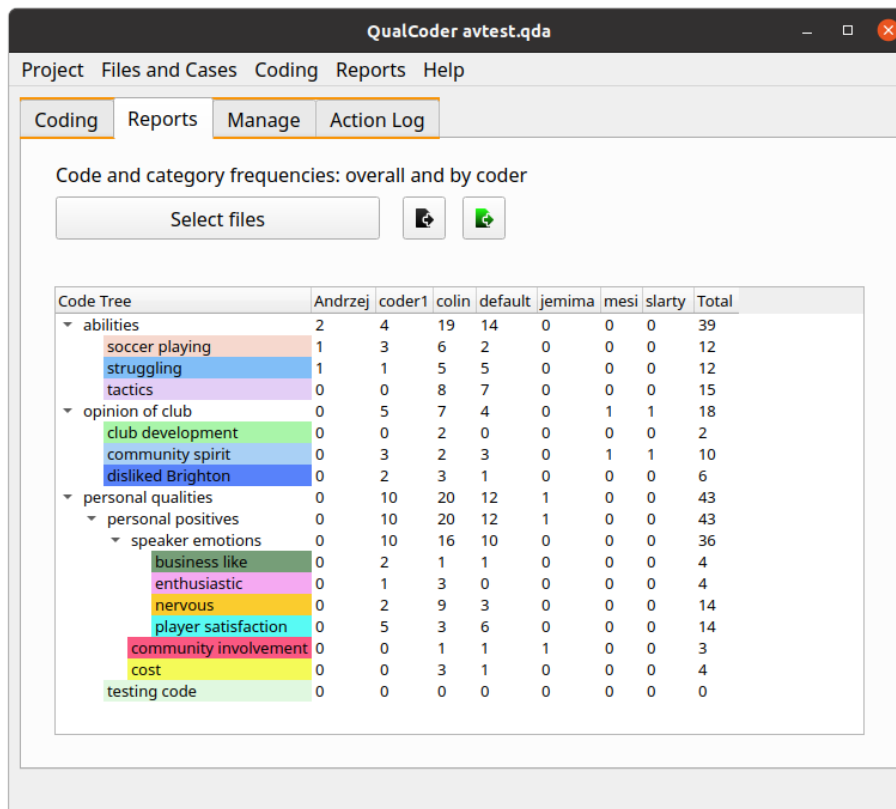 QualCoder avtest.qda
Project Files and Cases Coding Reports Help
Coding Reports Manage Action Log
Code and category frequencies: overall and by coder
Select files
Code Tree Andrzej coder1 colin default jemima mesi slarty Total
abilities 2 4 19 14 0 0 0 39
soccer playing 1 3 6 2 0 0 0 12
struggling 1 1 5 5 0 0 0 12
tactics 0 0 8 7 0 0 0 15
opinion of club 0 5 7 4 0 1 1 18
club development 0 0 2 0 0 0 0 2
community spirit 0 3 2 3 0 1 1 10
disliked Brighton 0 2 3 1 0 0 0 6
personal qualities 0 10 20 12 1 0 0 43
personal positives 0 10 20 12 1 0 0 43
speaker emotions 0 10 16 10 0 0 0 36
business like 0 2 1 1 0 0 0 4
enthusiastic 0 1 3 0 0 0 0 4
nervous 0 2 9 3 0 0 0 14
player satisfaction 0 5 3 6 0 0 0 14
community involvement 0 0 1 1 1 0 0 3
cost 0 0 3 1 0 0 0 4
testing code 0 0 0 0 0 0 0 0